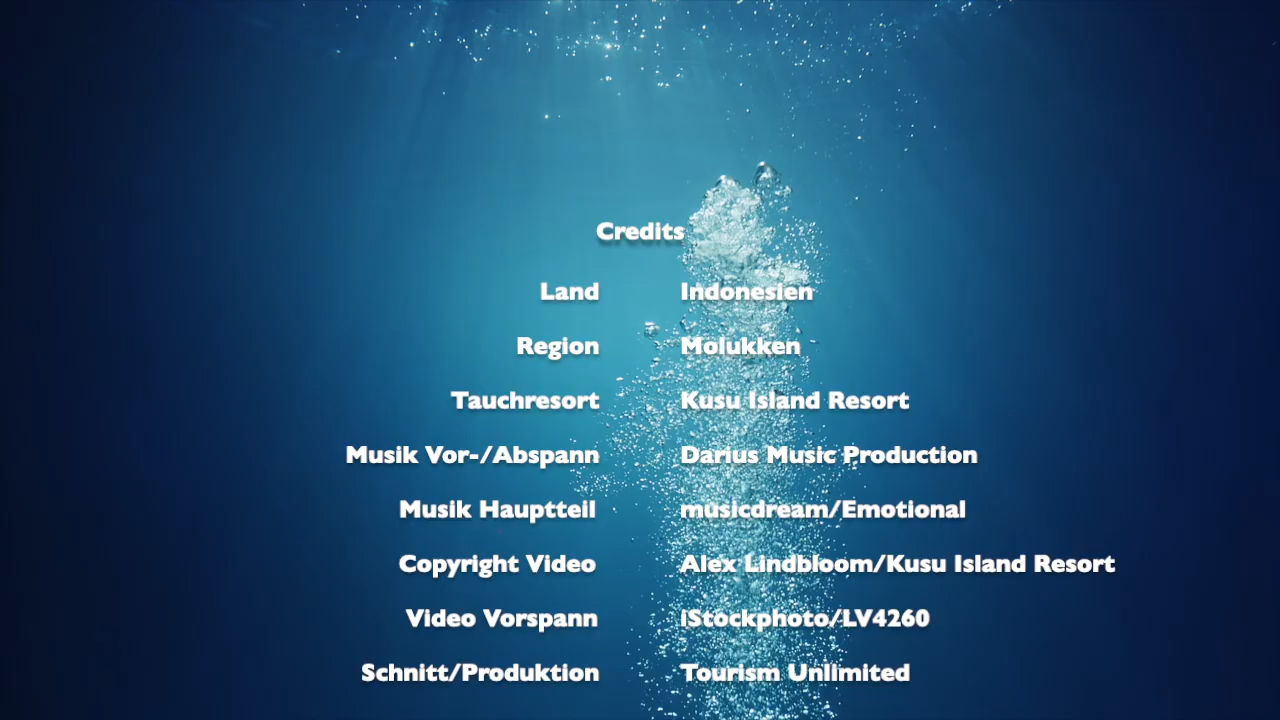 Credits
Land Indonesien
Region Molukken
Tauchresort Kusu Island Resort
Musik Vor-/Abspann Darius Music Production
Musik Hauptteil musicdream/Emotional
Copyright Video Alex Lindbloom/Kusu Island Resort
Video Vorspann iStockphoto/LV4260
Schnitt/Produktion Tourism Unlimited